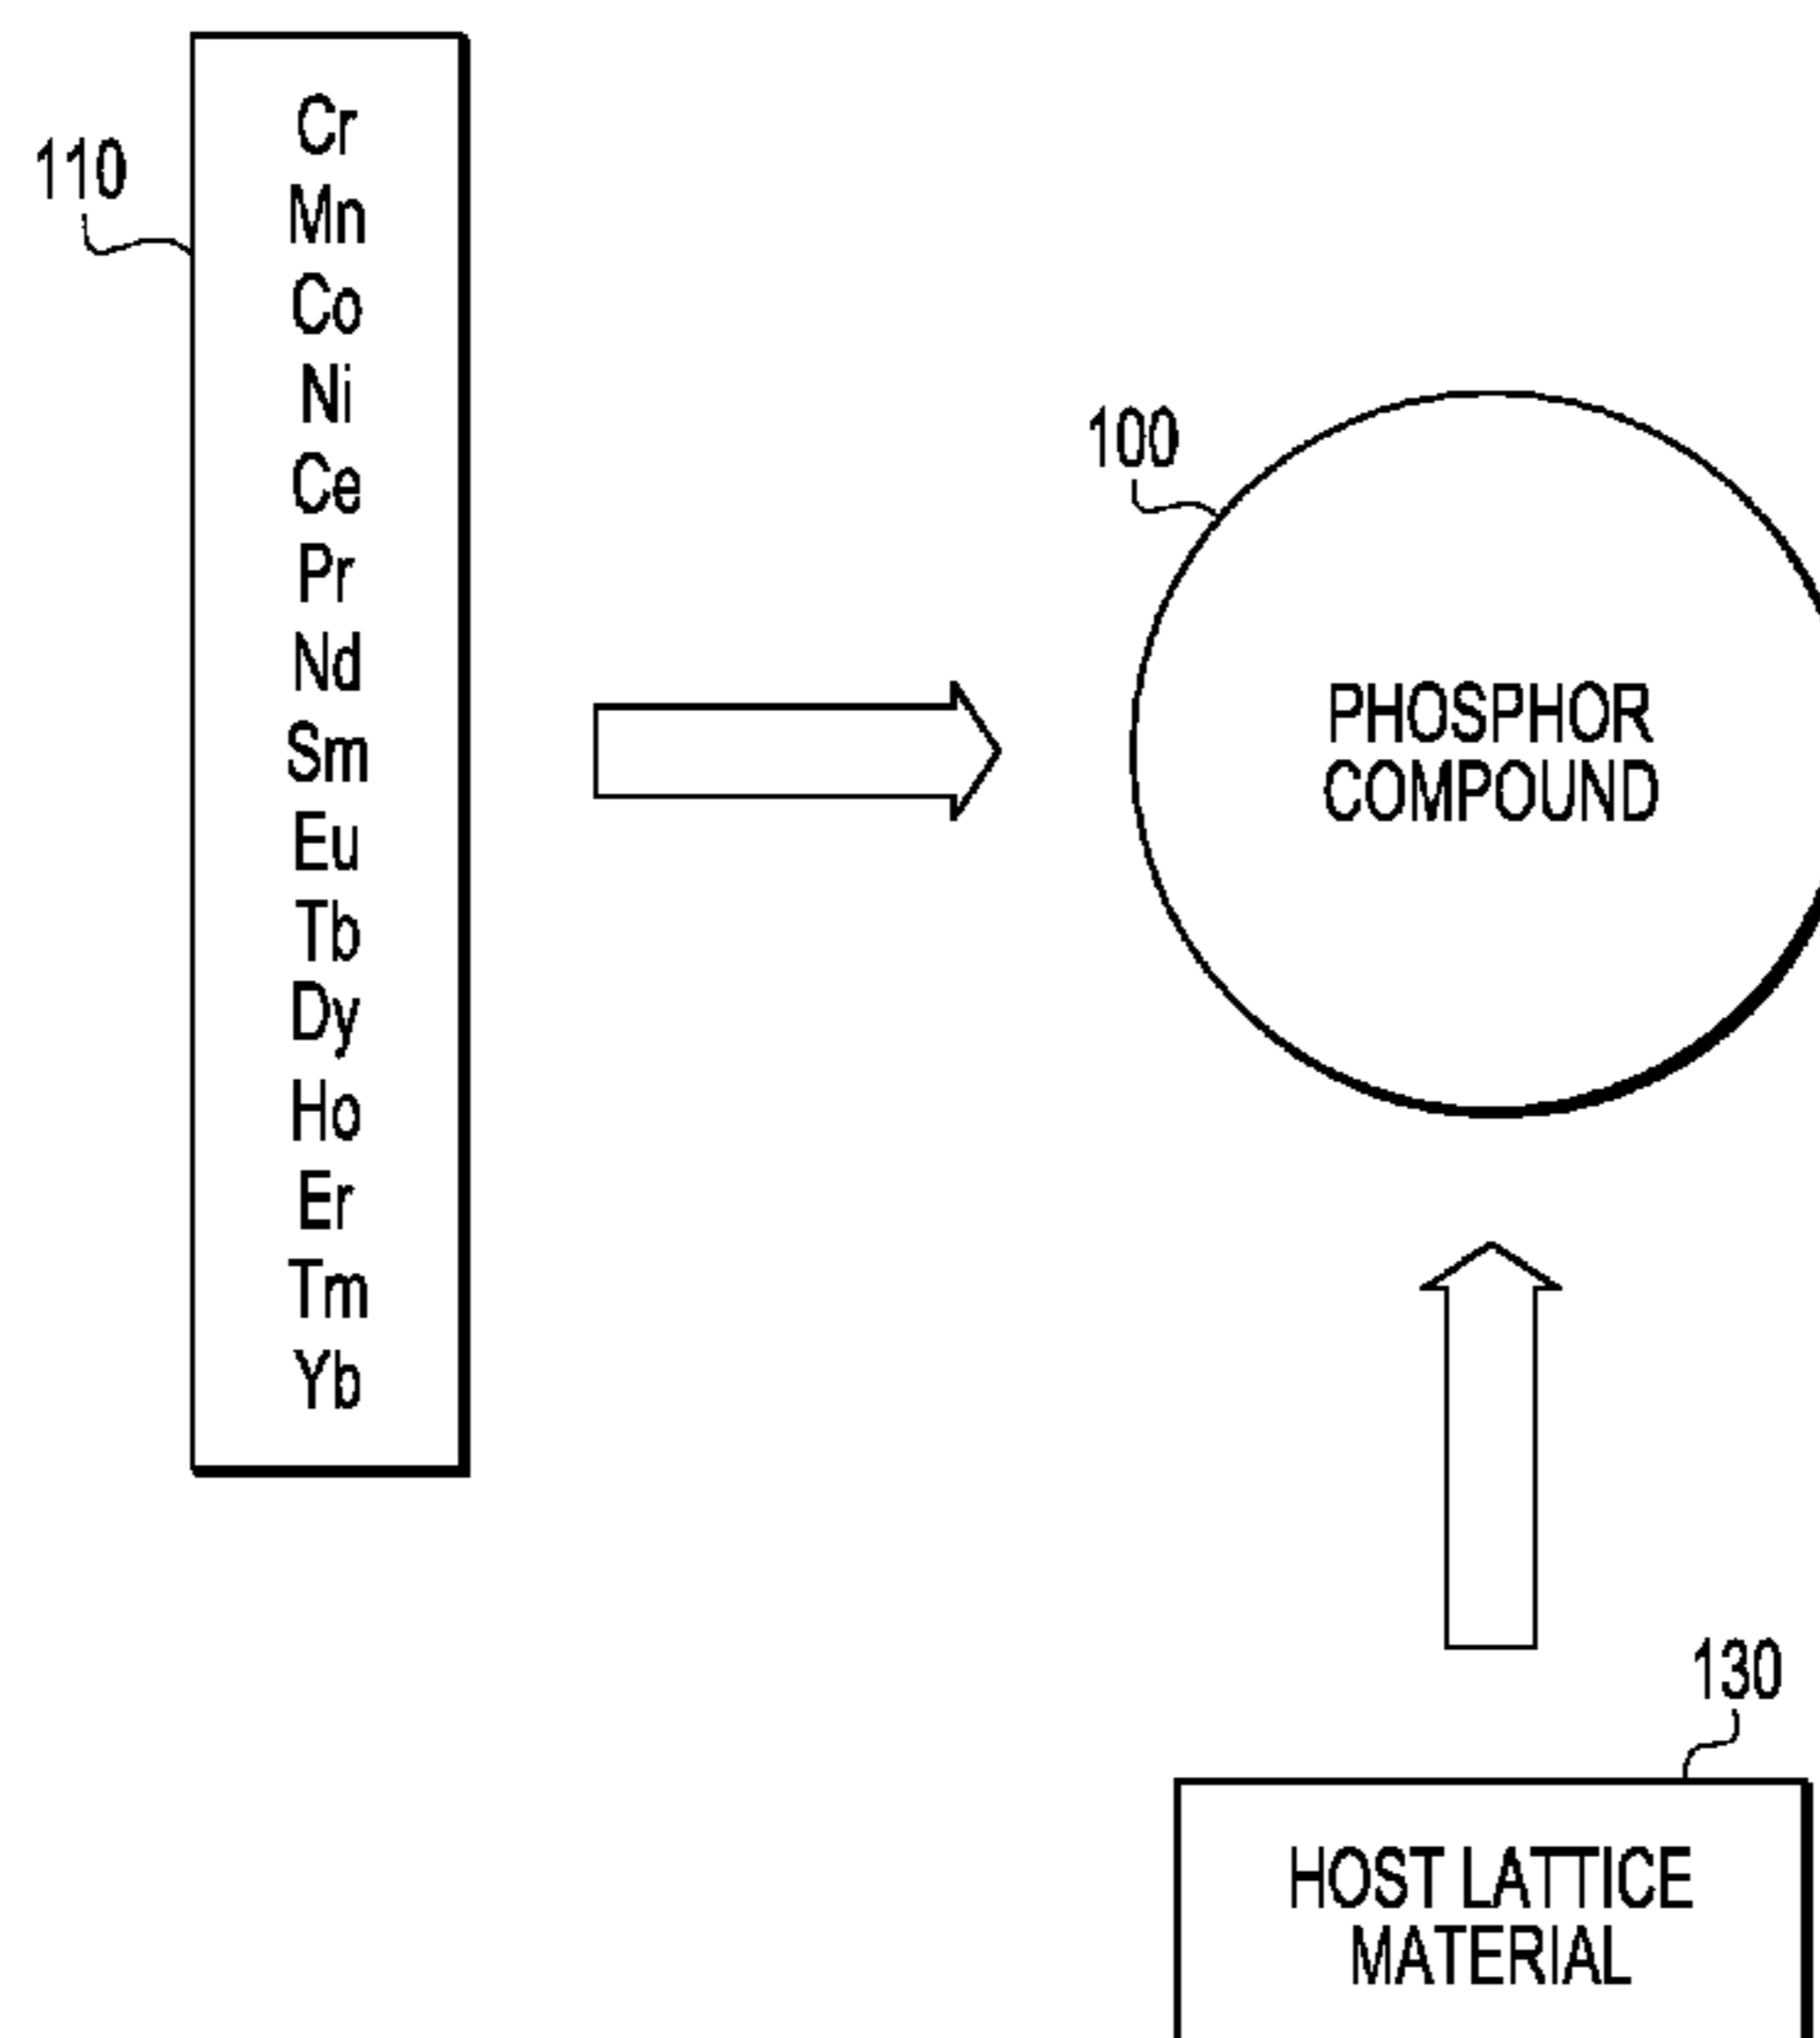 110
Cr
Mn
Co
Ni
Ce
Pr
Nd
Sm
Eu
Tb
Dy
Ho
Er
Tm
Yb
100
PHOSPHOR
COMPOUND
130
HOST LATTICE
MATERIAL